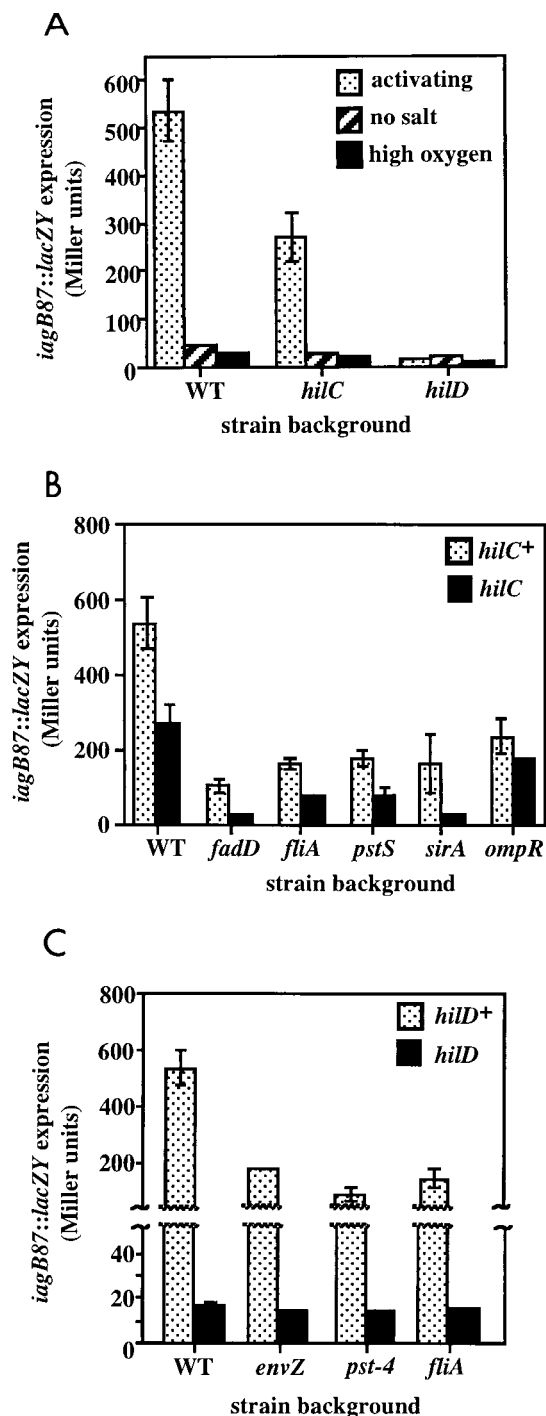 A
iagB87::lacZY expression
(Miller units)
600
500
400
300
200
100
0
activating
no salt
high oxygen
WT hilC hilD
strain background
B
iagB87::lacZY expression
(Miller units)
800
600
400
200
0
hilC+
hilC
WT fadD fliA pstS sirA ompR
strain background
C
iagB87::lacZY expression
(Miller units)
800
600
400
200
40
20
0
hilD+
hilD
WT envZ pst-4 fliA
strain background